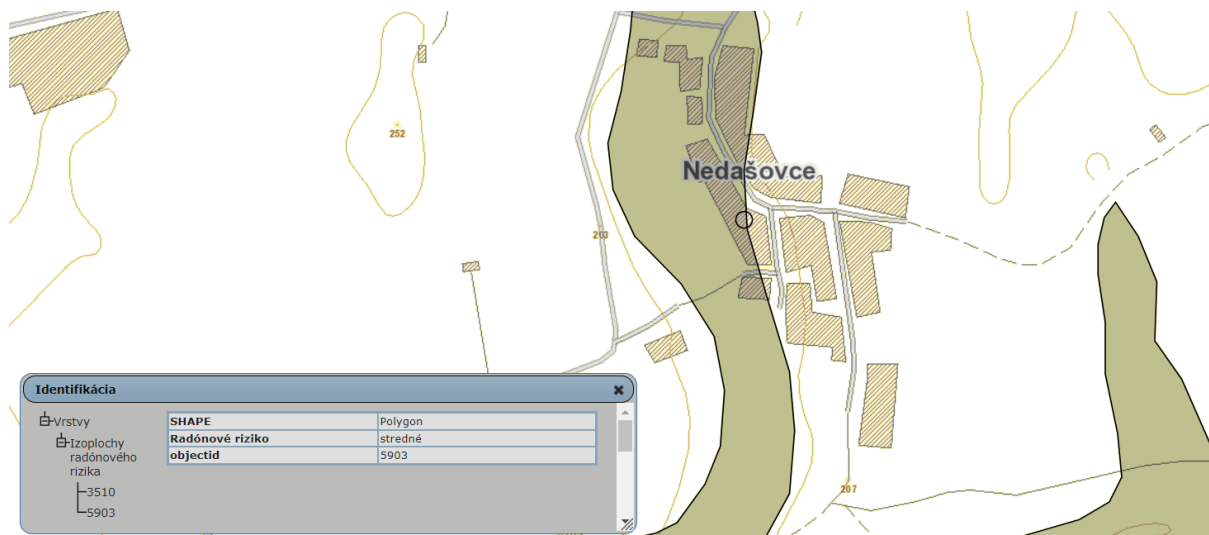 252
Nedašovce
203
Identifikácia
Vrstvy
Izoplochy
radónového
rizika
3510
5903
SHAPE Polygon
Radónové riziko stredné
objectid 5903
207